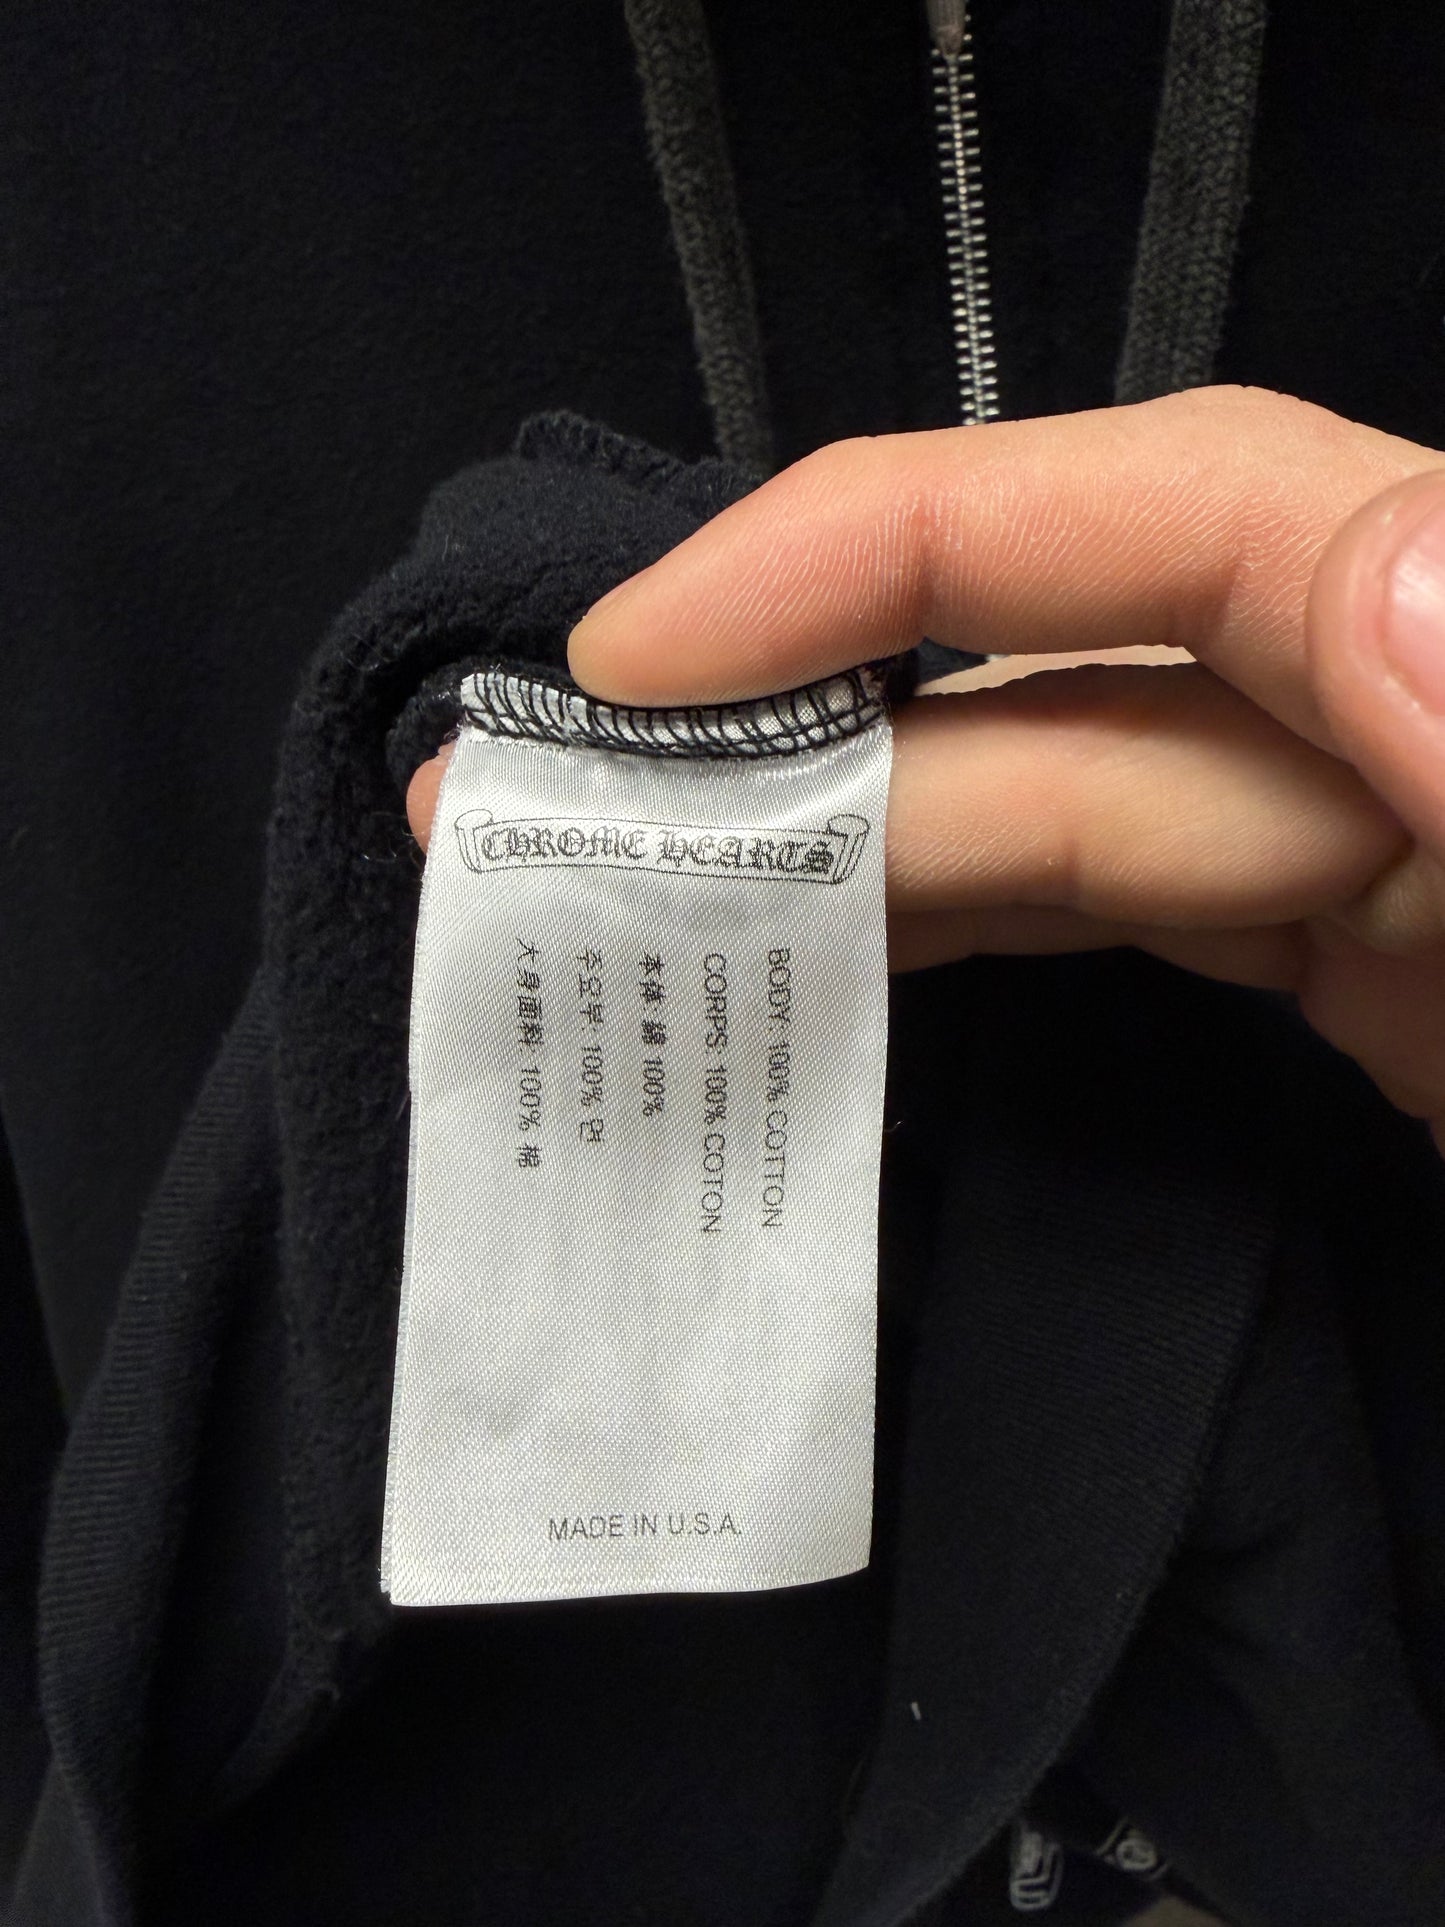 CHROME HEARTS
BODY: 100% COTTON
CORPS: 100% COTON
本体: 綿 100%
주요부: 100% 면
大身面料: 100% 棉
MADE IN U.S.A.